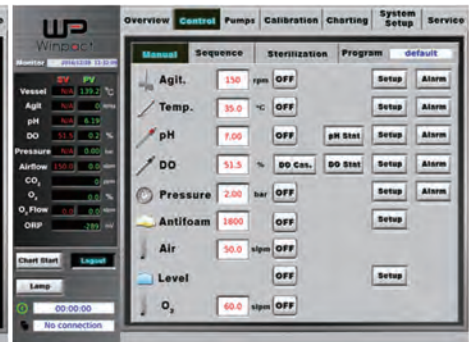 Overview Control Pumps Calibration Charting System Setup Service
Winpact
Monitor
Manual Sequence Sterilization Program default
SV PV
Vessel N/A 139.2 °C
Agit N/A 0 rpm
pH N/A 6.19
DO 51.5 0.2 %
Pressure N/A 0.00 bar
Airflow 150.0 0.0
CO₂ 0
O₂ 0.0 %
O₂ Flow 0.0 0.0
ORP -289 mV
Chart Start Logout
Lamp
00:00:00
No connection
Agit. 150 rpm OFF Setup Alarm
Temp. 35.0 °C OFF Setup Alarm
pH 7.00 OFF pH Stat Setup Alarm
DO 51.5 % DO Cas. DO Stat Setup Alarm
Pressure 2.00 bar OFF Setup Alarm
Antifoam 1800 OFF Setup
Air 50.0 slpm OFF
Level OFF Setup
O₂ 60.0 slpm OFF